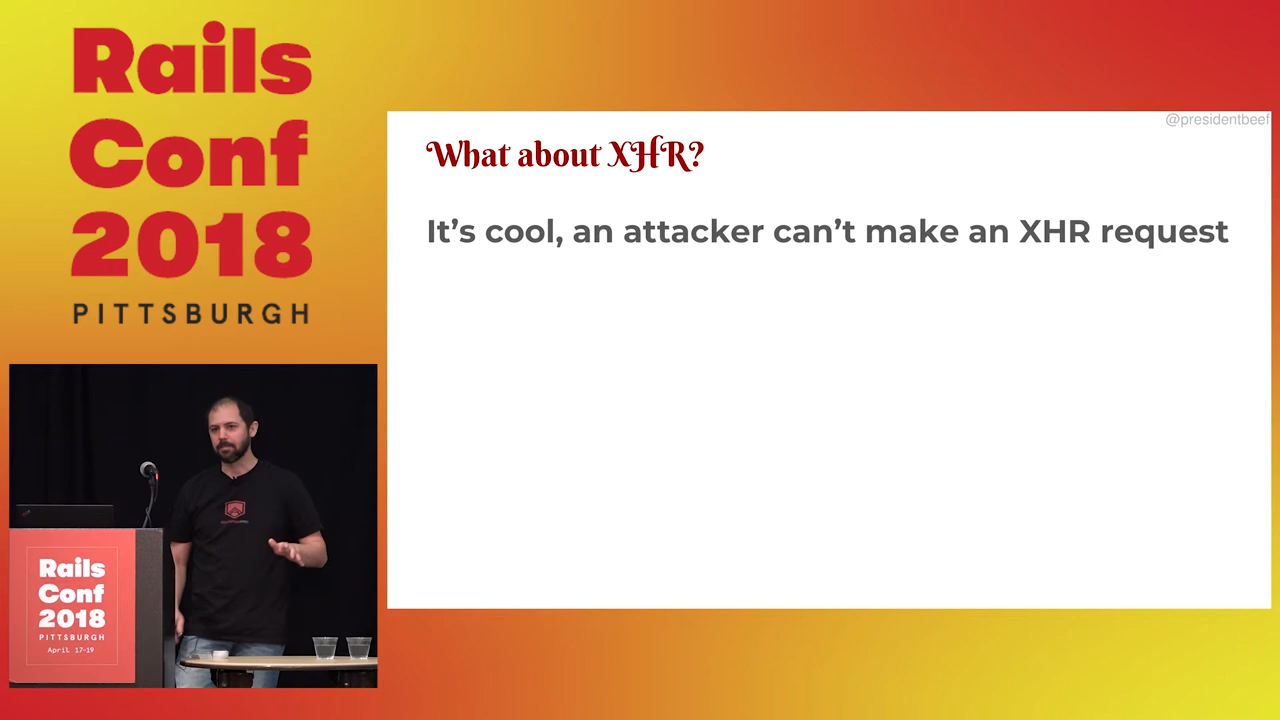 Rails
Conf
2018
PITTSBURGH
@presidentbeef
What about XHR?
It's cool, an attacker can't make an XHR request
Rails
Conf
2018
PITTSBURGH
April 17-19